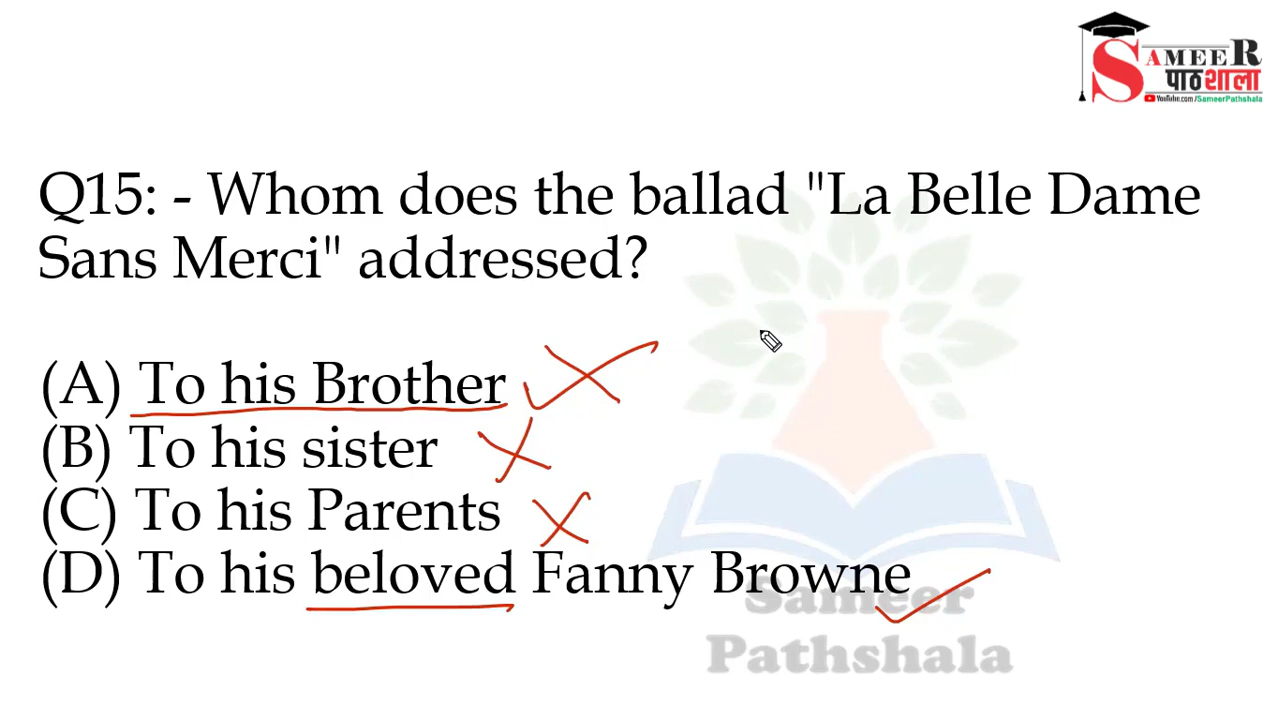 SAMEER
पाठशाला
YouTube.com/SameerPathshala
Q15: - Whom does the ballad "La Belle Dame
Sans Merci" addressed?
(A) To his Brother
(B) To his sister
(C) To his Parents
(D) To his beloved Fanny Browne
Sameer
Pathshala